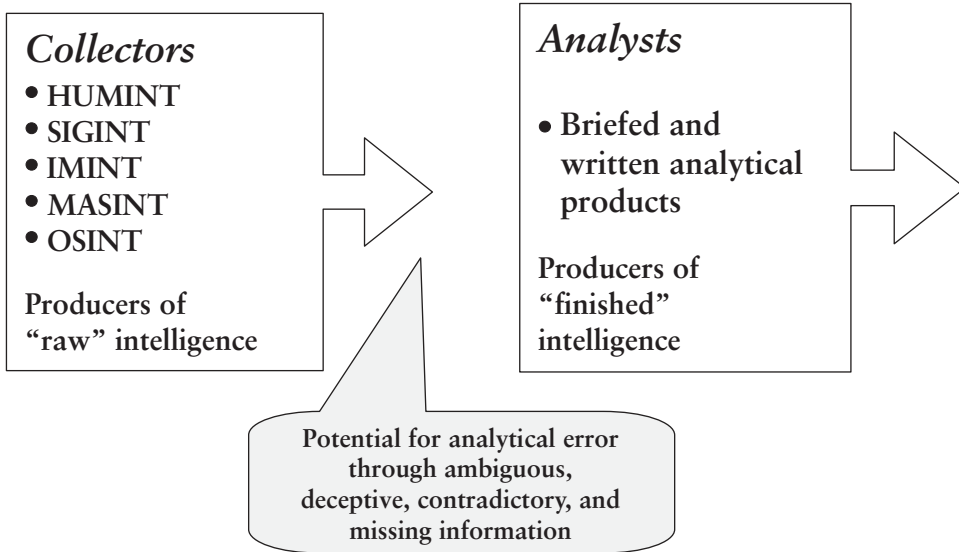 Collectors
• HUMINT
• SIGINT
• IMINT
• MASINT
• OSINT
Producers of
“raw” intelligence
Analysts
• Briefed and
written analytical
products
Producers of
“finished”
intelligence
Potential for analytical error
through ambiguous,
deceptive, contradictory, and
missing information